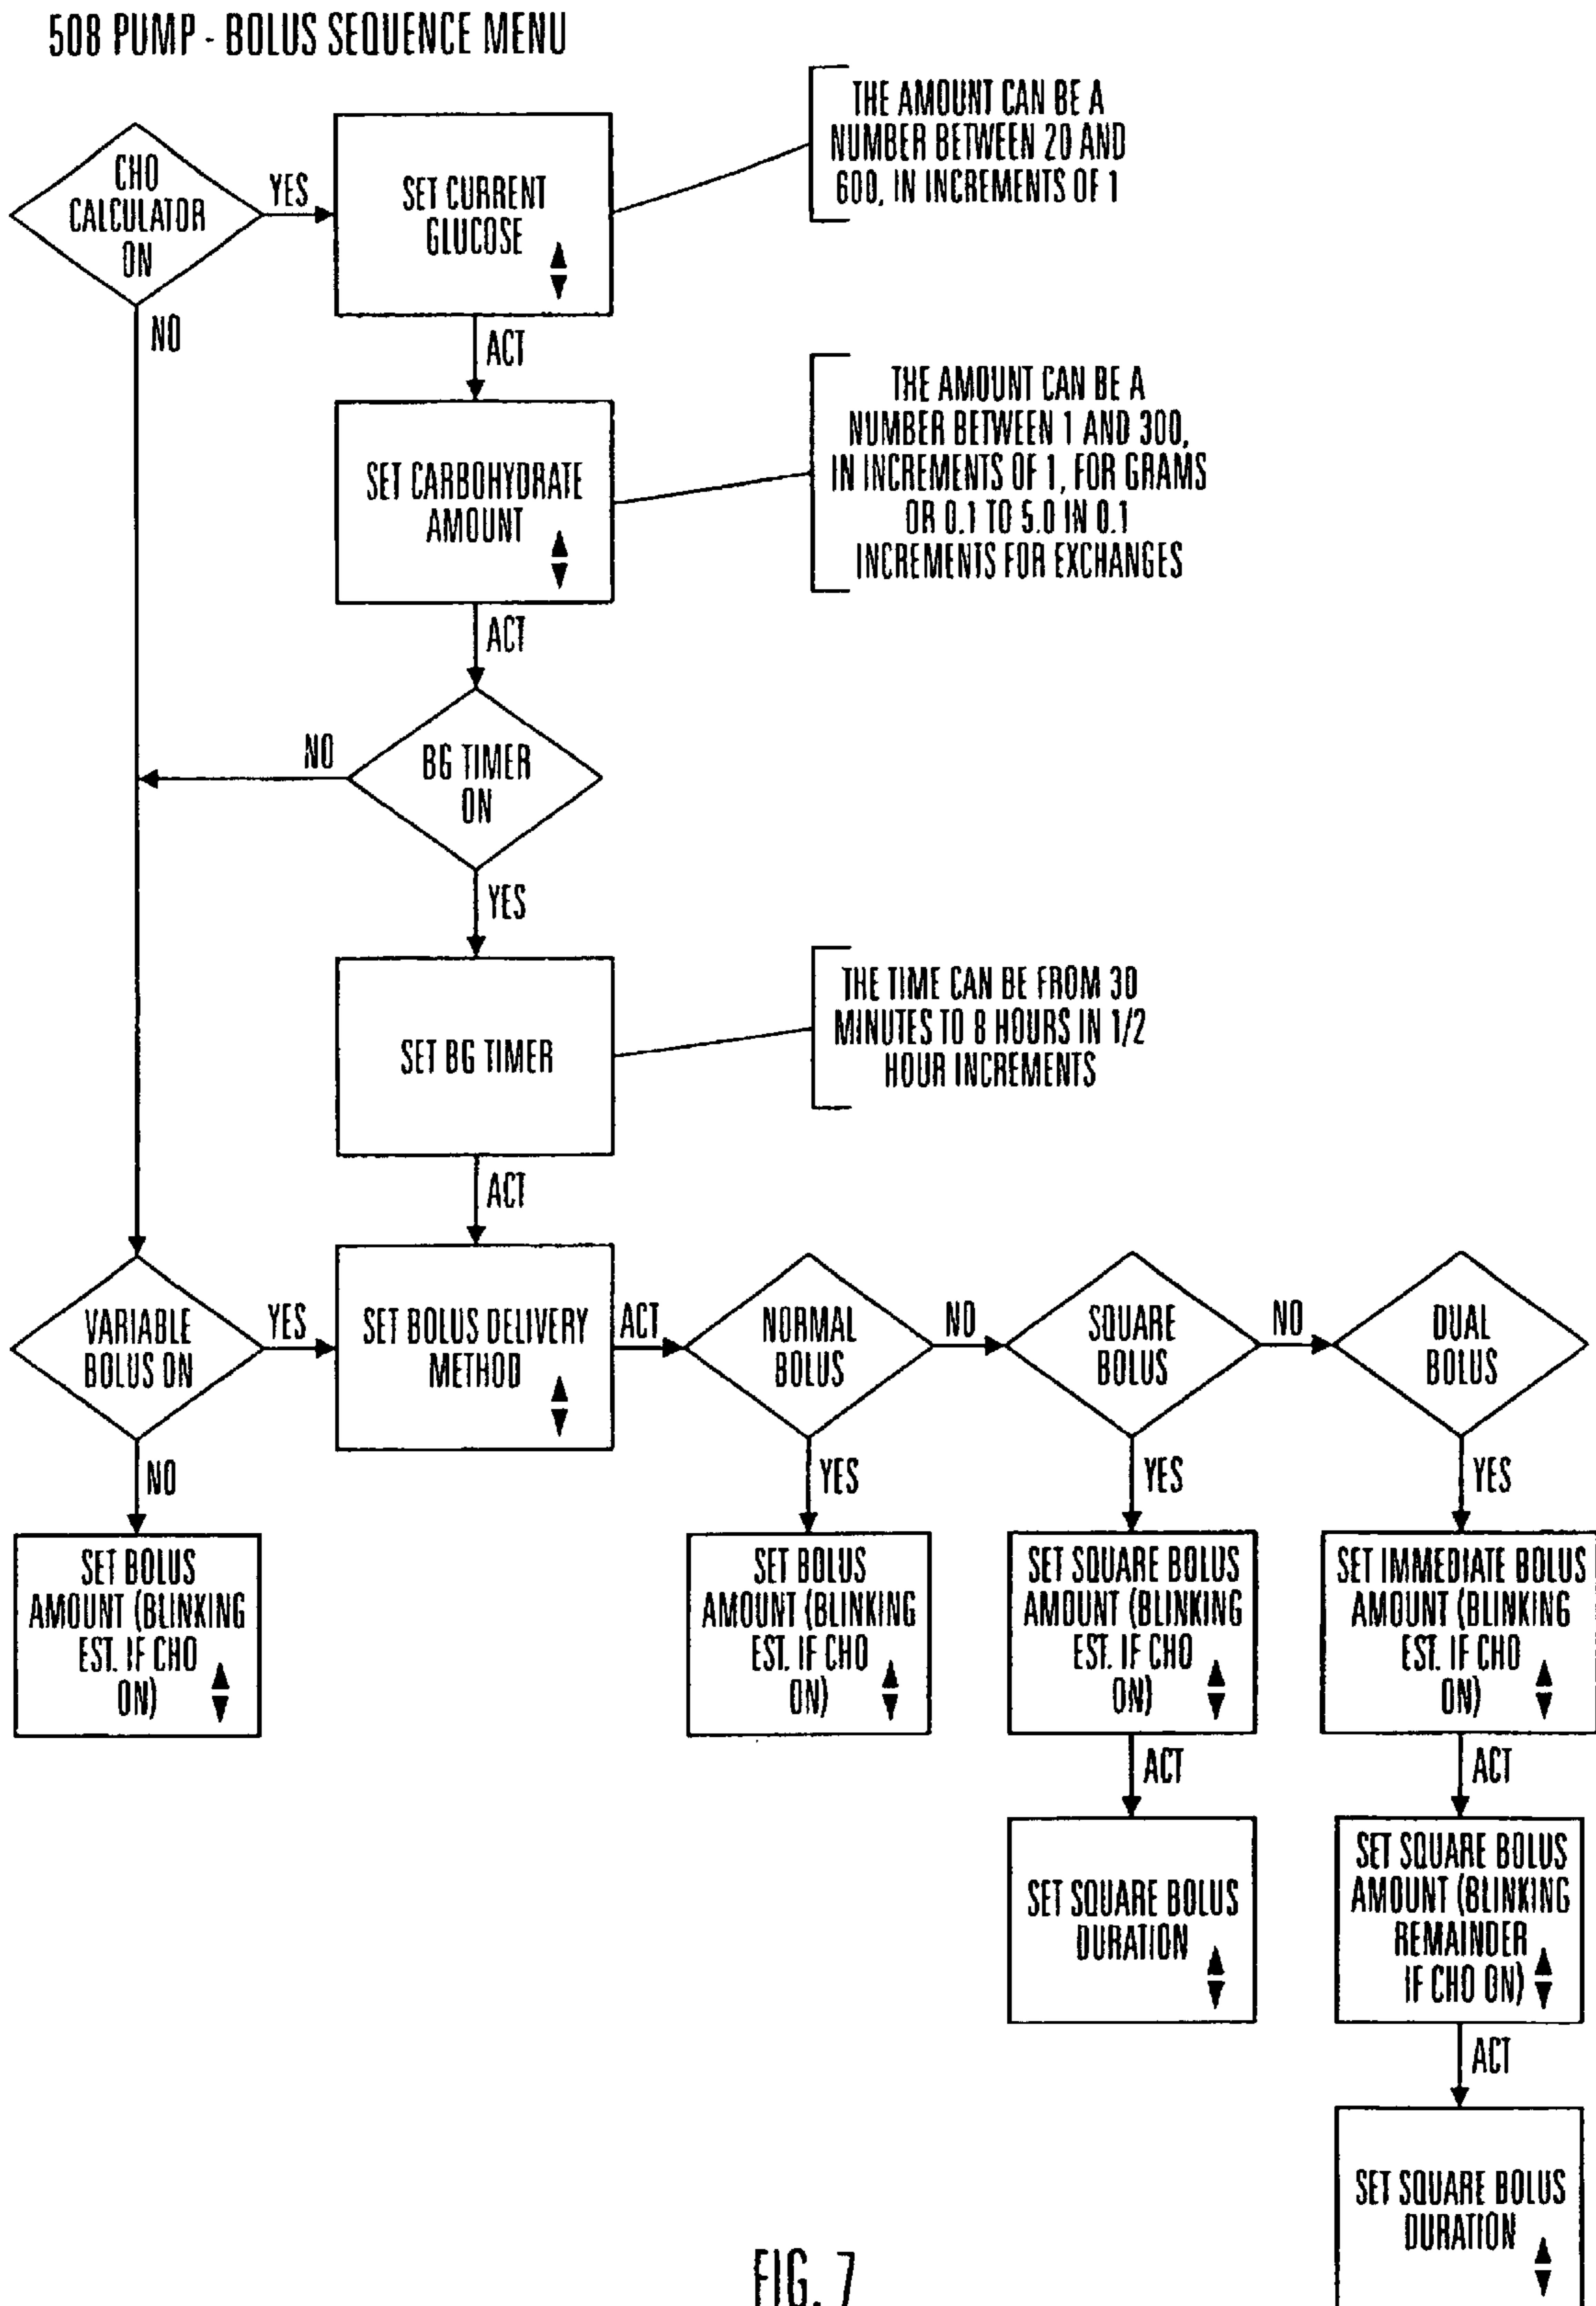 508 PUMP - BOLUS SEQUENCE MENU
CHO
CALCULATOR
ON
YES
NO
SET CURRENT
GLUCOSE
THE AMOUNT CAN BE A
NUMBER BETWEEN 20 AND
600, IN INCREMENTS OF 1
ACT
SET CARBOHYDRATE
AMOUNT
THE AMOUNT CAN BE A
NUMBER BETWEEN 1 AND 300,
IN INCREMENTS OF 1, FOR GRAMS
OR 0.1 TO 5.0 IN 0.1
INCREMENTS FOR EXCHANGES
ACT
BG TIMER
ON
NO
YES
SET BG TIMER
THE TIME CAN BE FROM 30
MINUTES TO 8 HOURS IN 1/2
HOUR INCREMENTS
ACT
VARIABLE
BOLUS ON
YES
SET BOLUS DELIVERY
METHOD
ACT
NORMAL
BOLUS
NO
SQUARE
BOLUS
NO
DUAL
BOLUS
NO
YES
YES
YES
SET BOLUS
AMOUNT (BLINKING
EST. IF CHO
ON)
SET BOLUS
AMOUNT (BLINKING
EST. IF CHO
ON)
SET SQUARE BOLUS
AMOUNT (BLINKING
EST. IF CHO
ON)
SET IMMEDIATE BOLUS
AMOUNT (BLINKING
EST. IF CHO
ON)
ACT
ACT
SET SQUARE BOLUS
DURATION
SET SQUARE BOLUS
AMOUNT (BLINKING
REMAINDER
IF CHO ON)
ACT
SET SQUARE BOLUS
DURATION
FIG. 7